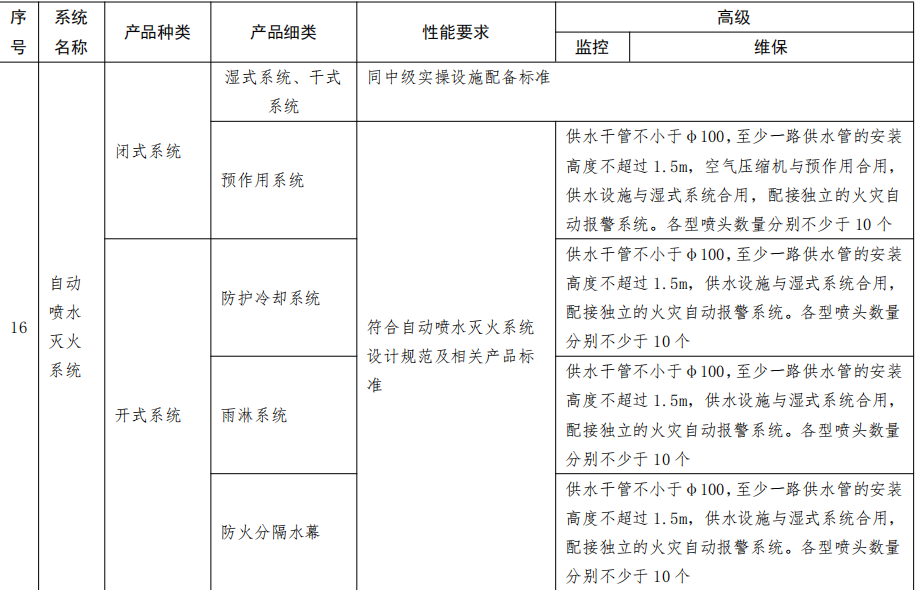 序号
系统名称
产品种类
产品细类
性能要求
高级
监控
维保
16
自动
喷水
灭火
系统
闭式系统
湿式系统、干式
系统
同中级实操设施配备标准
预作用系统
符合自动喷水灭火系统
设计规范及相关产品标
准
供水干管不小于φ100,至少一路供水管的安装
高度不超过 1.5m，空气压缩机与预作用合用，
供水设施与湿式系统合用，配接独立的火灾自
动报警系统。各型喷头数量分别不少于 10 个
开式系统
防护冷却系统
供水干管不小于φ100,至少一路供水管的安装
高度不超过 1.5m，供水设施与湿式系统合用，
配接独立的火灾自动报警系统。各型喷头数量
分别不少于 10 个
雨淋系统
供水干管不小于φ100,至少一路供水管的安装
高度不超过 1.5m，供水设施与湿式系统合用，
配接独立的火灾自动报警系统。各型喷头数量
分别不少于 10 个
防火分隔水幕
供水干管不小于φ100,至少一路供水管的安装
高度不超过 1.5m，供水设施与湿式系统合用，
配接独立的火灾自动报警系统。各型喷头数量
分别不少于 10 个